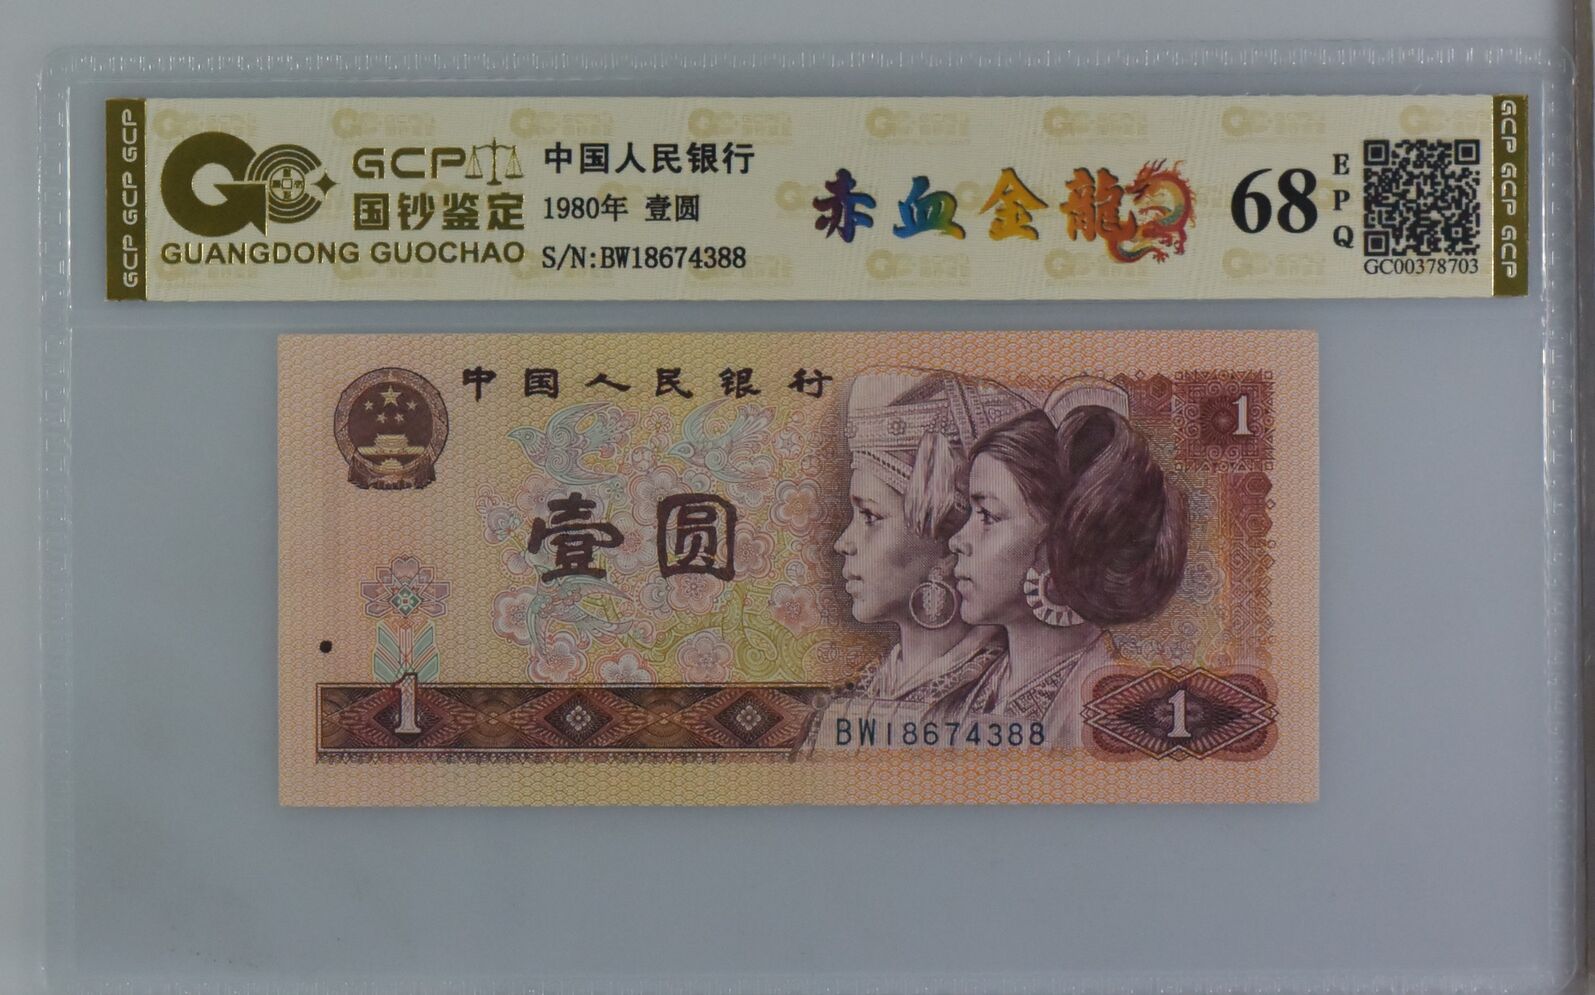 GCP GCP GCP
GCP
国钞鉴定
GUANGDONG GUOCHAO
中国人民银行
1980年 壹圆
S/N:BW18674388
赤血金龍
68
EPQ
GC00378703
GCP GCP GCP
中国人民银行
1
壹圆
1
BW18674388
1